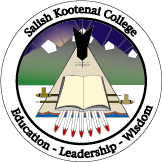 Salish Kootenai College
Education - Leadership - Wisdom